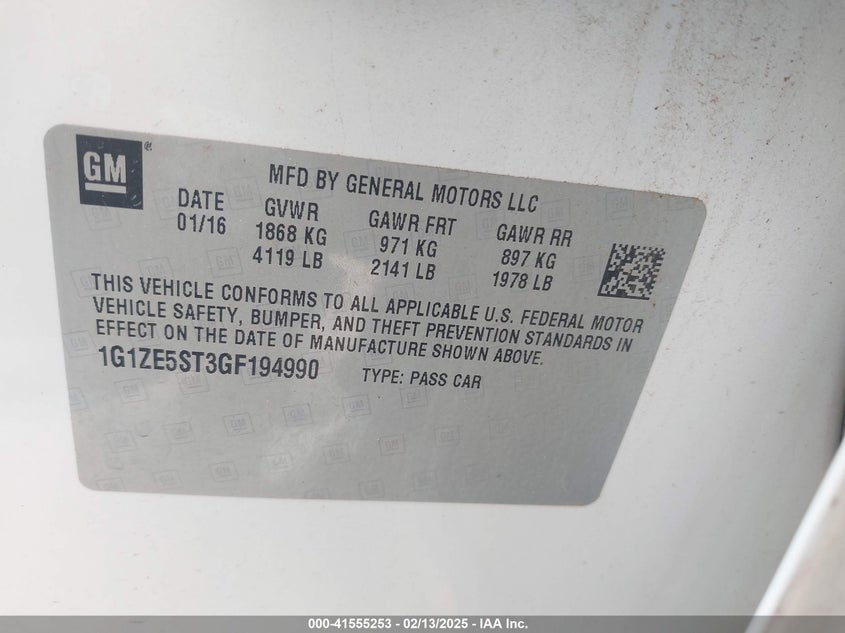 GM
MFD BY GENERAL MOTORS LLC
DATE GVWR GAWR FRT GAWR RR
01/16 1868 KG 971 KG 897 KG
4119 LB 2141 LB 1978 LB
THIS VEHICLE CONFORMS TO ALL APPLICABLE U.S. FEDERAL MOTOR
VEHICLE SAFETY, BUMPER, AND THEFT PREVENTION STANDARDS IN
EFFECT ON THE DATE OF MANUFACTURE SHOWN ABOVE.
1G1ZE5ST3GF194990 TYPE: PASS CAR
000-41555253 - 02/13/2025 - IAA Inc.